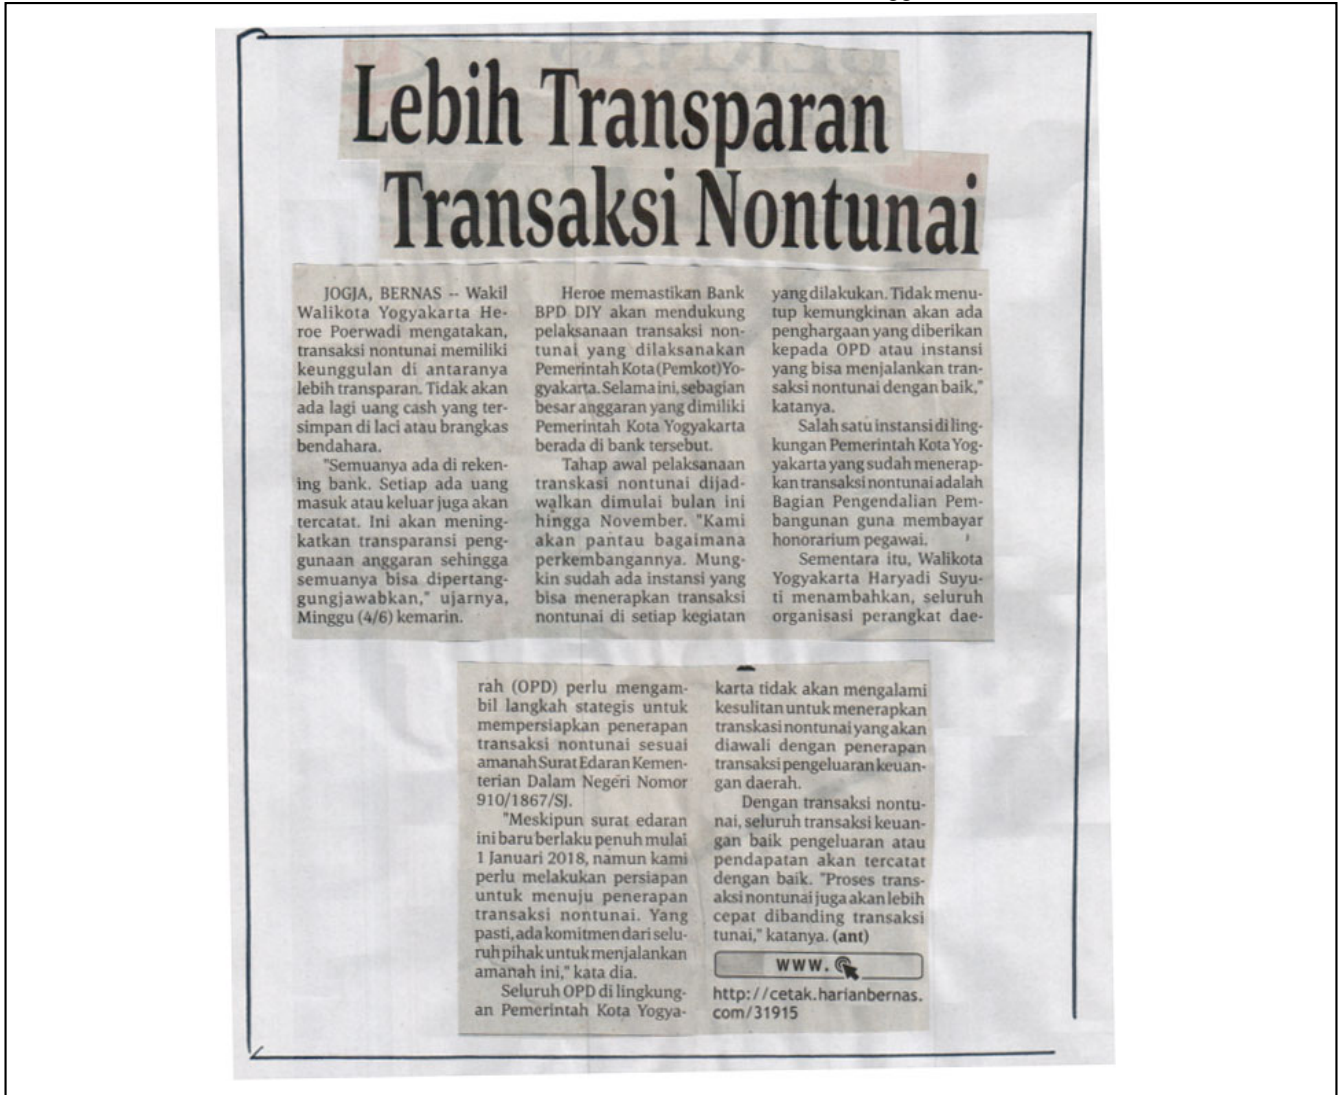 Lebih Transparan
Transaksi Nontunai
JOGJA, BERNAS -- Wakil
Walikota Yogyakarta He-
roe Poerwadi mengatakan,
transaksi nontunai memiliki
keunggulan di antaranya
lebih transparan. Tidak akan
ada lagi uang cash yang ter-
simpan di laci atau brangkas
bendahara.
"Semuanya ada di reken-
ing bank. Setiap ada uang
masuk atau keluar juga akan
tercatat. Ini akan mening-
katkan transparansi peng-
gunaan anggaran sehingga
semuanya bisa dipertang-
gungjawabkan," ujarnya,
Minggu (4/6) kemarin.
Heroe memastikan Bank
BPD DIY akan mendukung
pelaksanaan transaksi non-
tunai yang dilaksanakan
Pemerintah Kota (Pemkot) Yo-
gyakarta. Selama ini, sebagian
besar anggaran yang dimiliki
Pemerintah Kota Yogyakarta
berada di bank tersebut.
Tahap awal pelaksanaan
transkasi nontunai dijad-
walkan dimulai bulan ini
hingga November. "Kami
akan pantau bagaimana
perkembangannya. Mung-
kin sudah ada instansi yang
bisa menerapkan transaksi
nontunai di setiap kegiatan
yang dilakukan. Tidak menu-
tup kemungkinan akan ada
penghargaan yang diberikan
kepada OPD atau instansi
yang bisa menjalankan tran-
saksi nontunai dengan baik,"
katanya.
Salah satu instansi di ling-
kungan Pemerintah Kota Yog-
yakarta yang sudah menerap-
kan transaksi nontunai adalah
Bagian Pengendalian Pem-
bangunan guna membayar
honorarium pegawai.
Sementara itu, Walikota
Yogyakarta Haryadi Suyu-
ti menambahkan, seluruh
organisasi perangkat dae-
rah (OPD) perlu mengam-
bil langkah stategis untuk
mempersiapkan penerapan
transaksi nontunai sesuai
amanah Surat Edaran Kemen-
terian Dalam Negeri Nomor
910/1867/SJ.
"Meskipun surat edaran
ini baru berlaku penuh mulai
1 Januari 2018, namun kami
perlu melakukan persiapan
untuk menuju penerapan
transaksi nontunai. Yang
pasti, ada komitmen dari selu-
ruh pihak untuk menjalankan
amanah ini," kata dia.
Seluruh OPD di lingkung-
an Pemerintah Kota Yogya-
karta tidak akan mengalami
kesulitan untuk menerapkan
transkasi nontunai yang akan
diawali dengan penerapan
transaksi pengeluaran keuan-
gan daerah.
Dengan transaksi nontu-
nai, seluruh transaksi keuan-
gan baik pengeluaran atau
pendapatan akan tercatat
dengan baik. "Proses trans-
aksi nontunai juga akan lebih
cepat dibanding transaksi
tunai," katanya. (ant)
www.
http://cetak.harianbernas.
com/31915